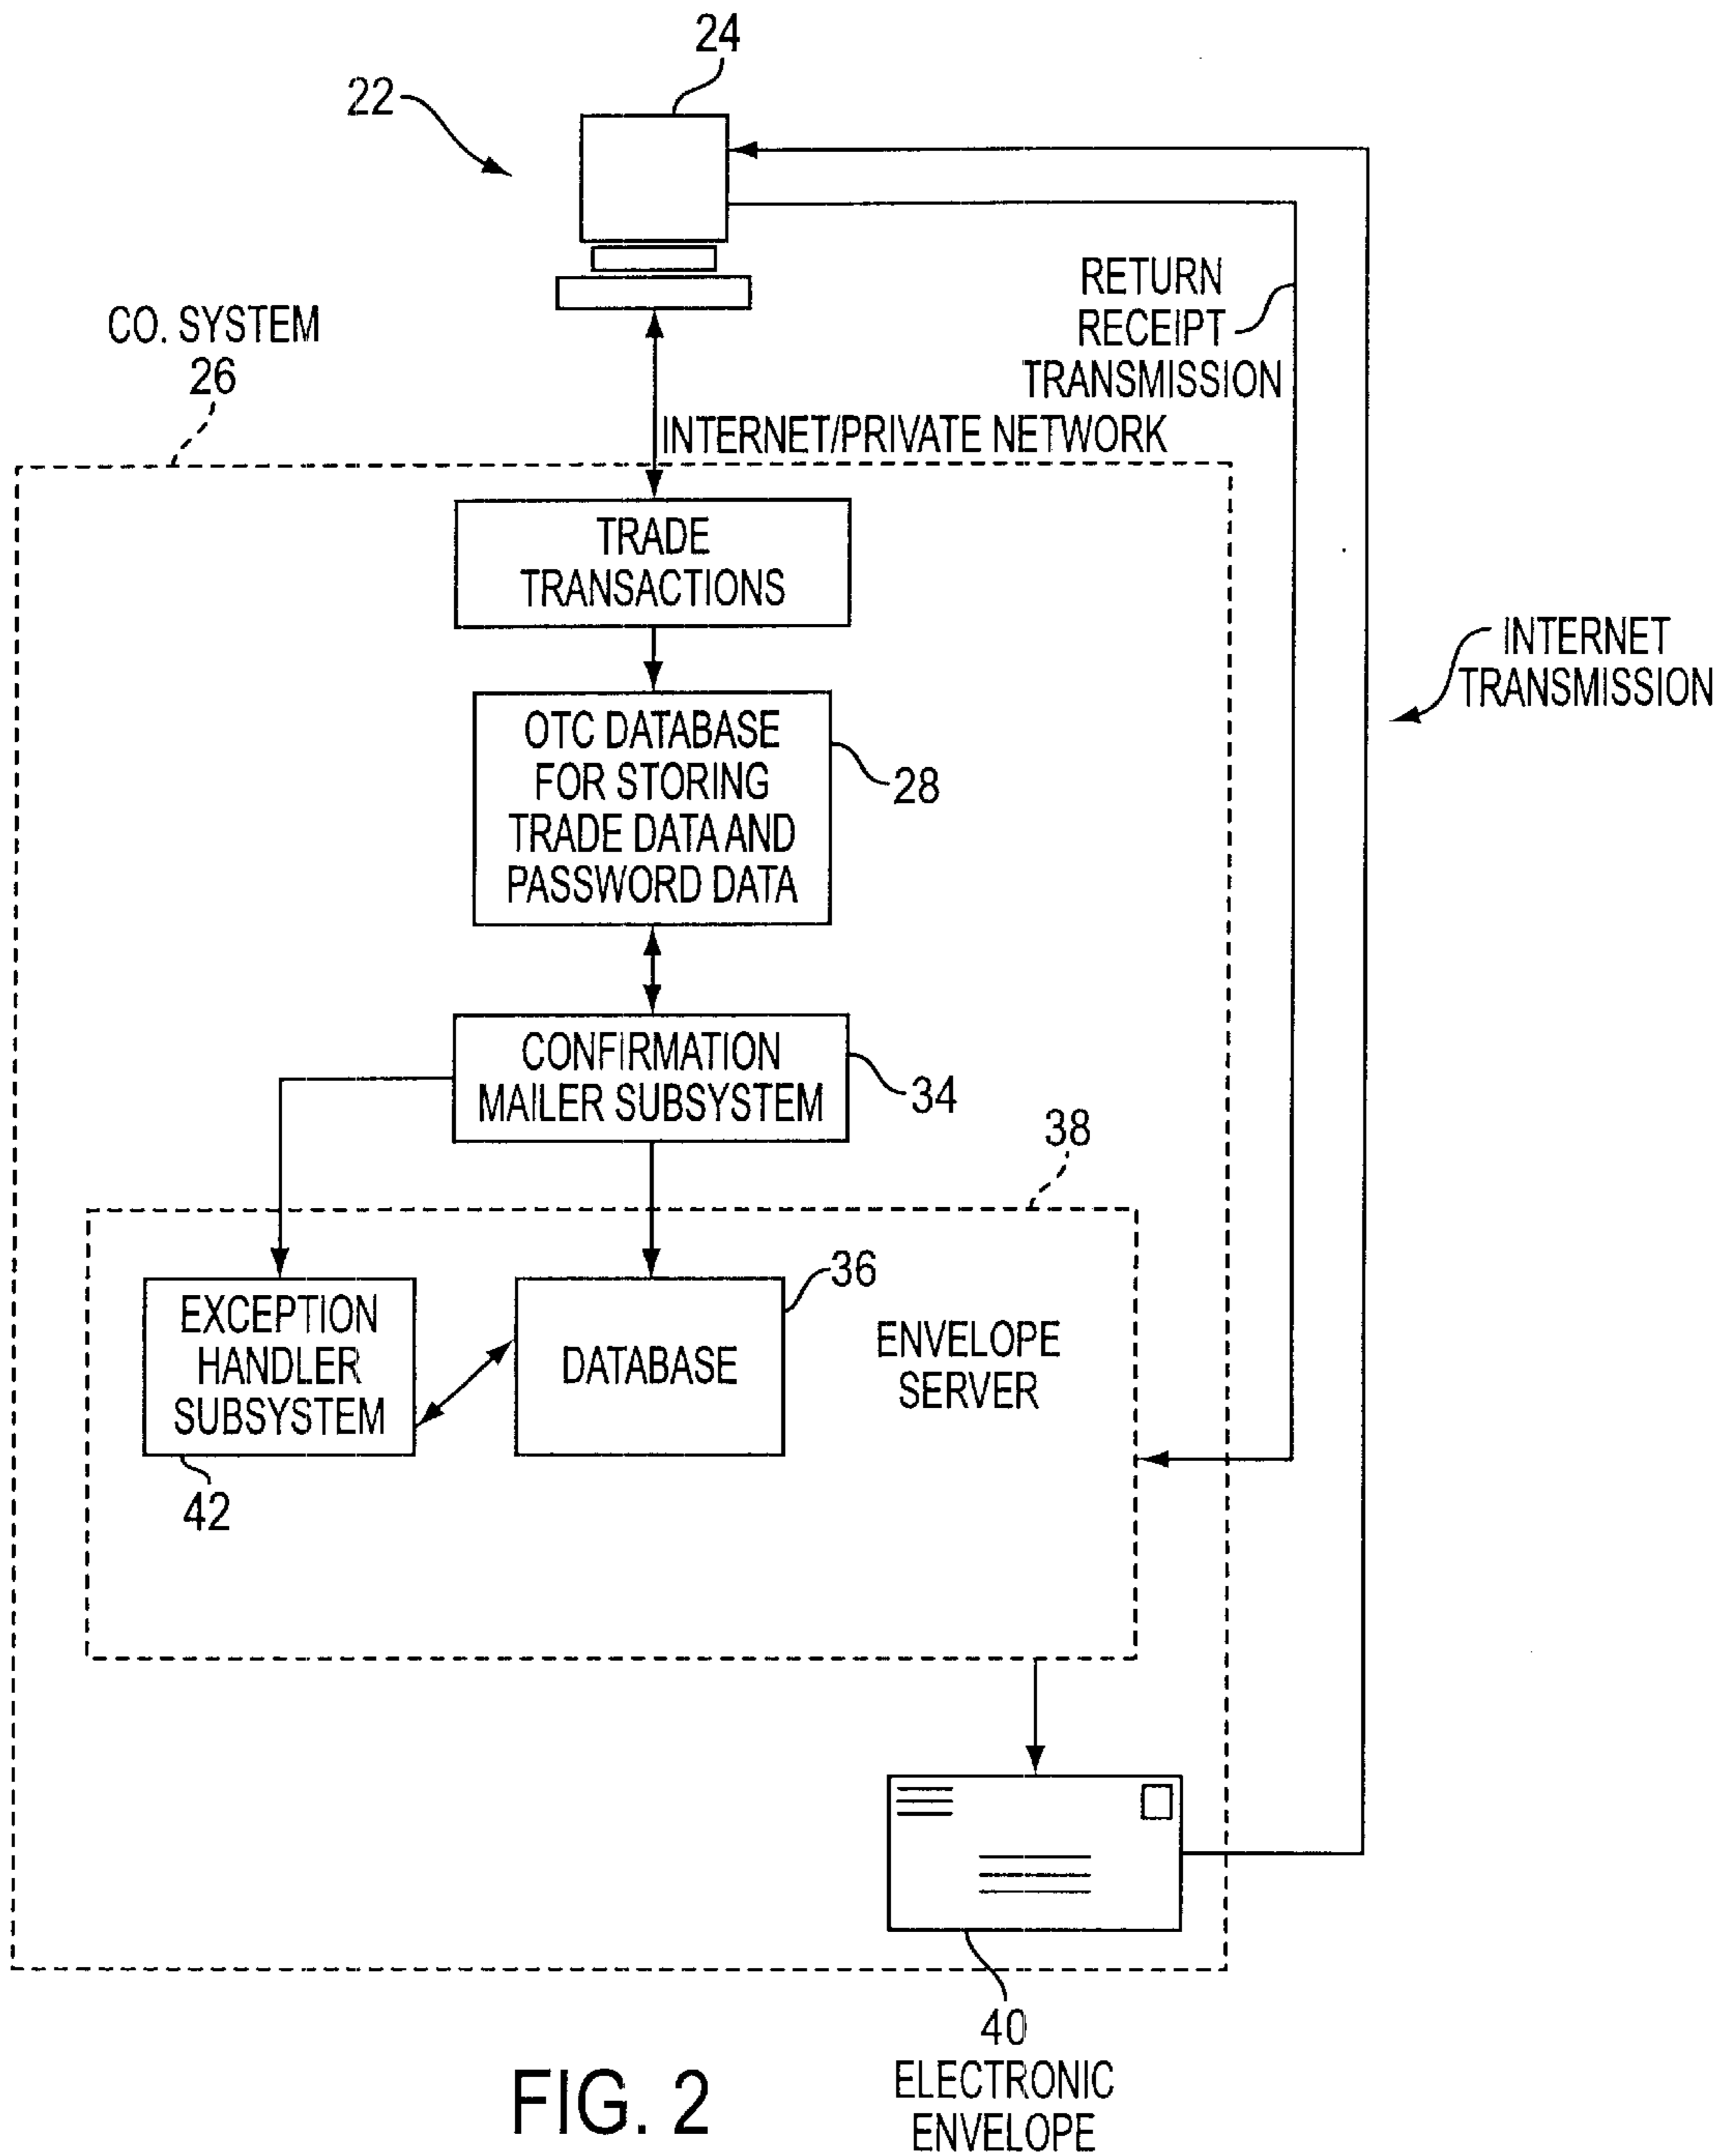 24
22
RETURN
RECEIPT
TRANSMISSION
CO. SYSTEM
26
INTERNET/PRIVATE NETWORK
TRADE
TRANSACTIONS
INTERNET
TRANSMISSION
OTC DATABASE
FOR STORING
TRADE DATA AND
PASSWORD DATA
28
CONFIRMATION
MAILER SUBSYSTEM
34
38
EXCEPTION
HANDLER
SUBSYSTEM
42
DATABASE
36
ENVELOPE
SERVER
40
ELECTRONIC
ENVELOPE
FIG. 2